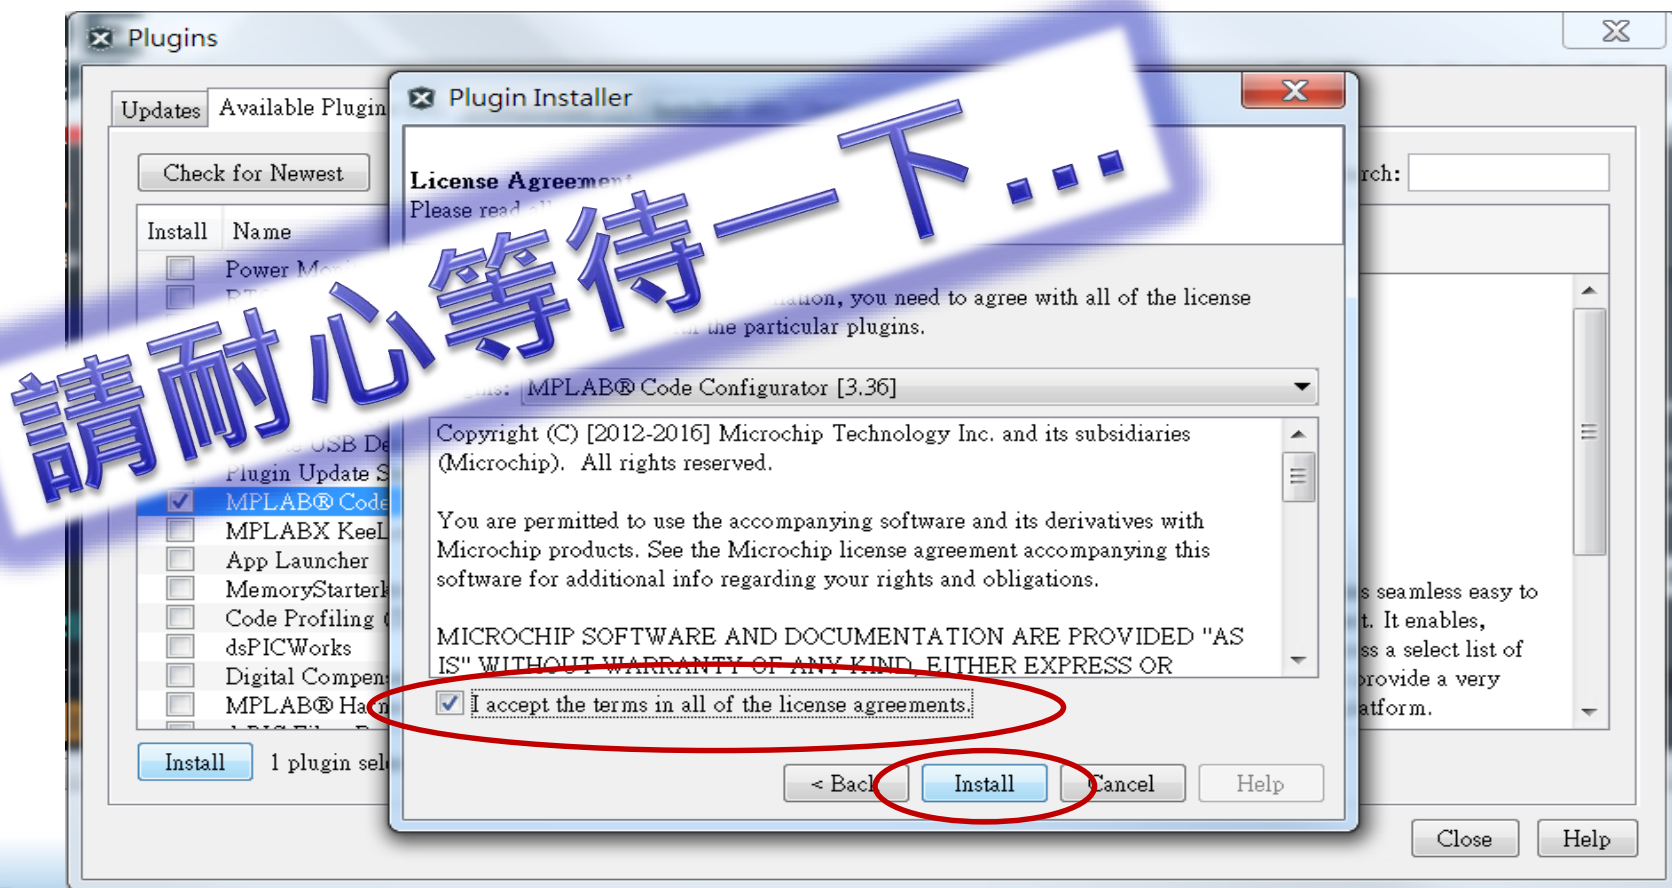 Plugins
Updates
Available Plugin
Check for Newest
rch:
Install Name
Power
MPLAB® Code
Plugin Update S
MPLABX KeeL
App Launcher
MemoryStarterk
Code Profiling (
dsPICWorks
Digital Compens
MPLAB® Harm
Install
1 plugin sele
s seamless easy to
t. It enables,
ss a select list of
provide a very
atform.
Close
Help
Plugin Installer
License Agreement
Please read all
you need to agree with all of the license
the particular plugins.
MPLAB® Code Configurator [3.36]
Copyright (C) [2012-2016] Microchip Technology Inc. and its subsidiaries
(Microchip). All rights reserved.
You are permitted to use the accompanying software and its derivatives with
Microchip products. See the Microchip license agreement accompanying this
software for additional info regarding your rights and obligations.
MICROCHIP SOFTWARE AND DOCUMENTATION ARE PROVIDED "AS
IS" WITHOUT WARRANTY OF ANY KIND, EITHER EXPRESS OR
I accept the terms in all of the license agreements.
< Back
Install
Cancel
Help
請耐心等待一下...